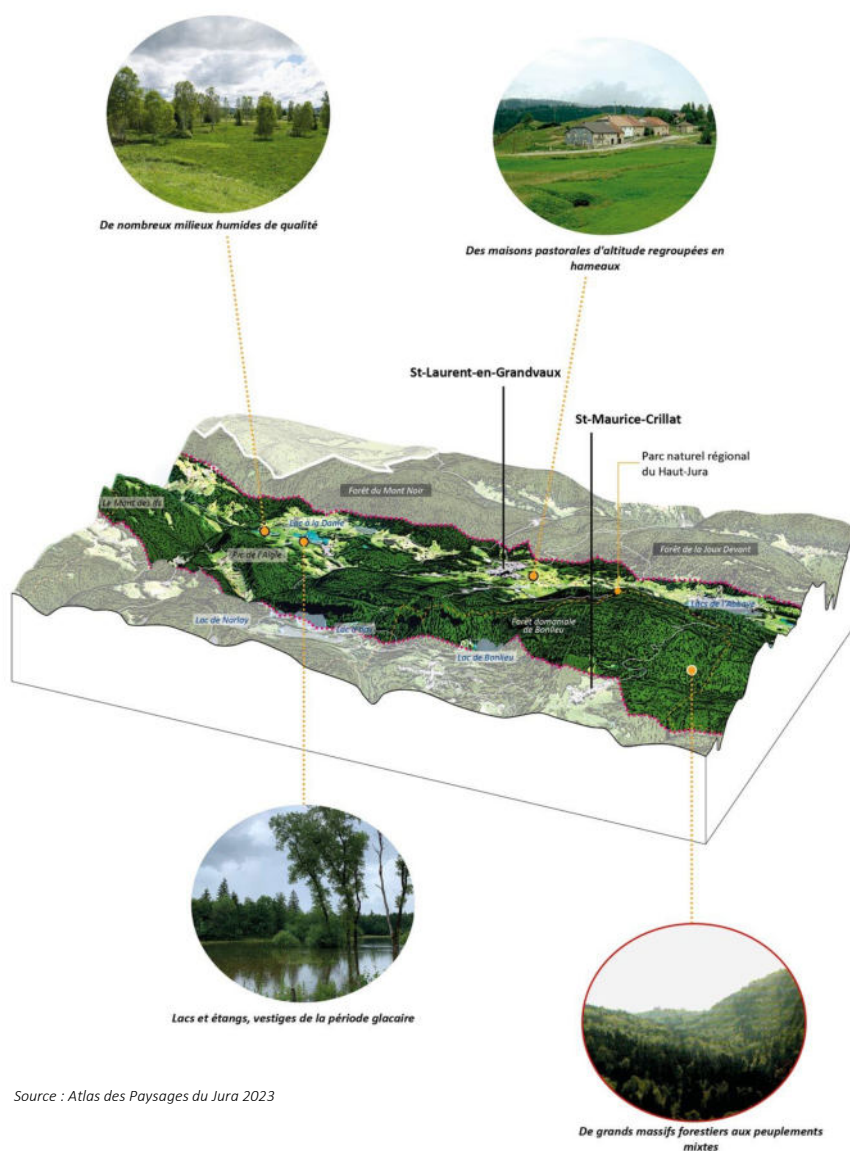 De nombreux milieux humides de qualité
Des maisons pastorales d'altitude regroupées en
hameaux
St-Laurent-en-Grandvaux
St-Maurice-Crillat
Parc naturel régional
du Haut-Jura
Forêt du Mont Noir
Le Mont des Ifs
Lac à la Dame
Pic de l'Aigle
Forêt de la Joux Devant
Lacs de l'Abbaye
Forêt domaniale
de Bonlieu
Lac de Narlay
Lac de Bonlieu
Lacs et étangs, vestiges de la période glacaire
Source : Atlas des Paysages du Jura 2023
De grands massifs forestiers aux peuplements
mixtes